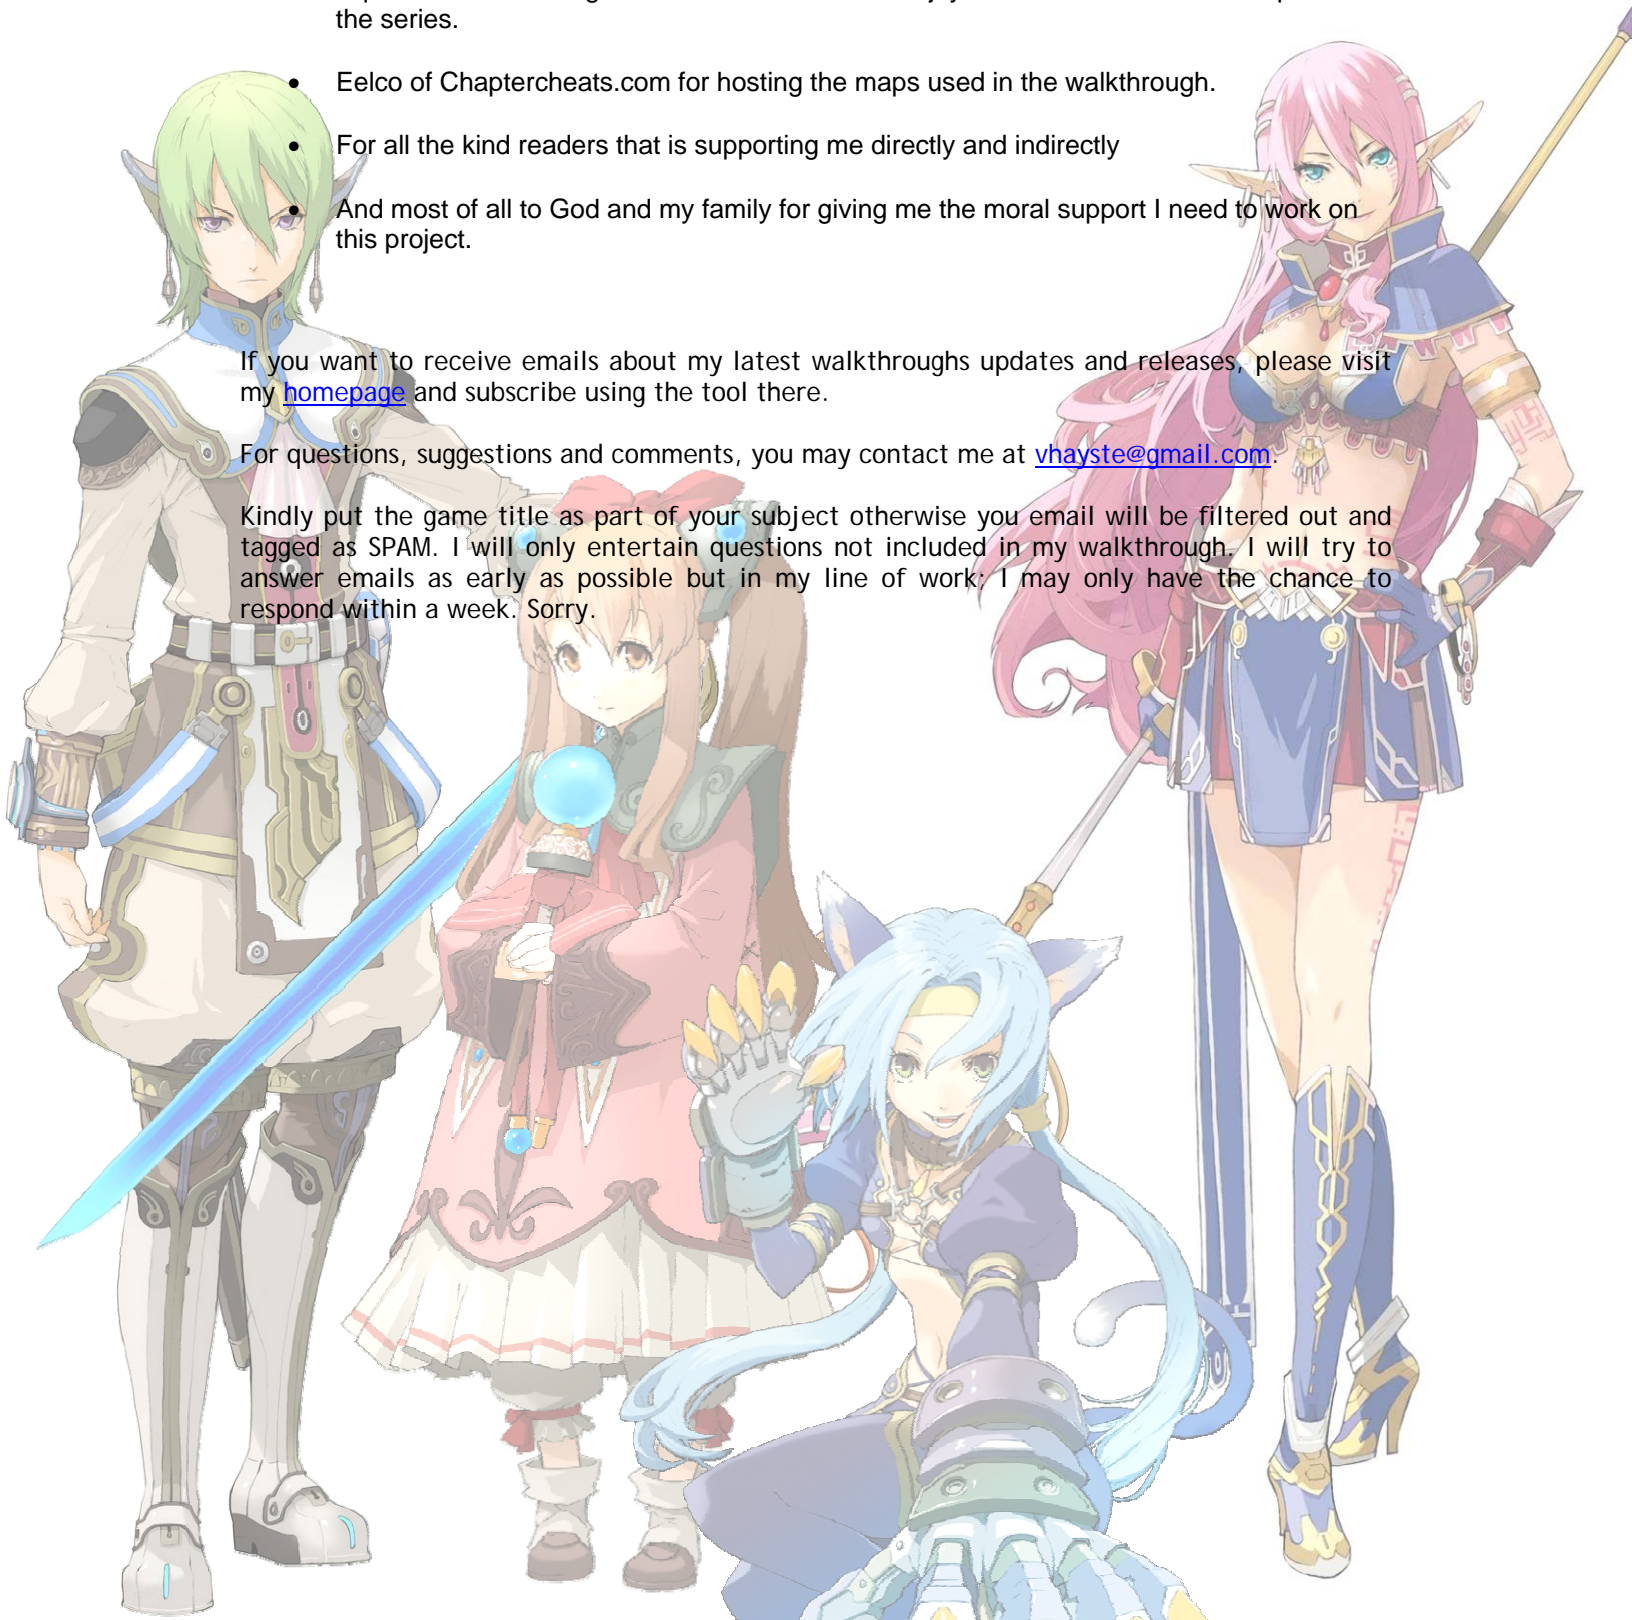 the series.
• Eelco of Chaptercheats.com for hosting the maps used in the walkthrough.
• For all the kind readers that is supporting me directly and indirectly
• And most of all to God and my family for giving me the moral support I need to work on
this project.
If you want to receive emails about my latest walkthroughs updates and releases, please visit
my homepage and subscribe using the tool there.
For questions, suggestions and comments, you may contact me at vhayste@gmail.com.
Kindly put the game title as part of your subject otherwise you email will be filtered out and
tagged as SPAM. I will only entertain questions not included in my walkthrough. I will try to
answer emails as early as possible but in my line of work; I may only have the chance to
respond within a week. Sorry.